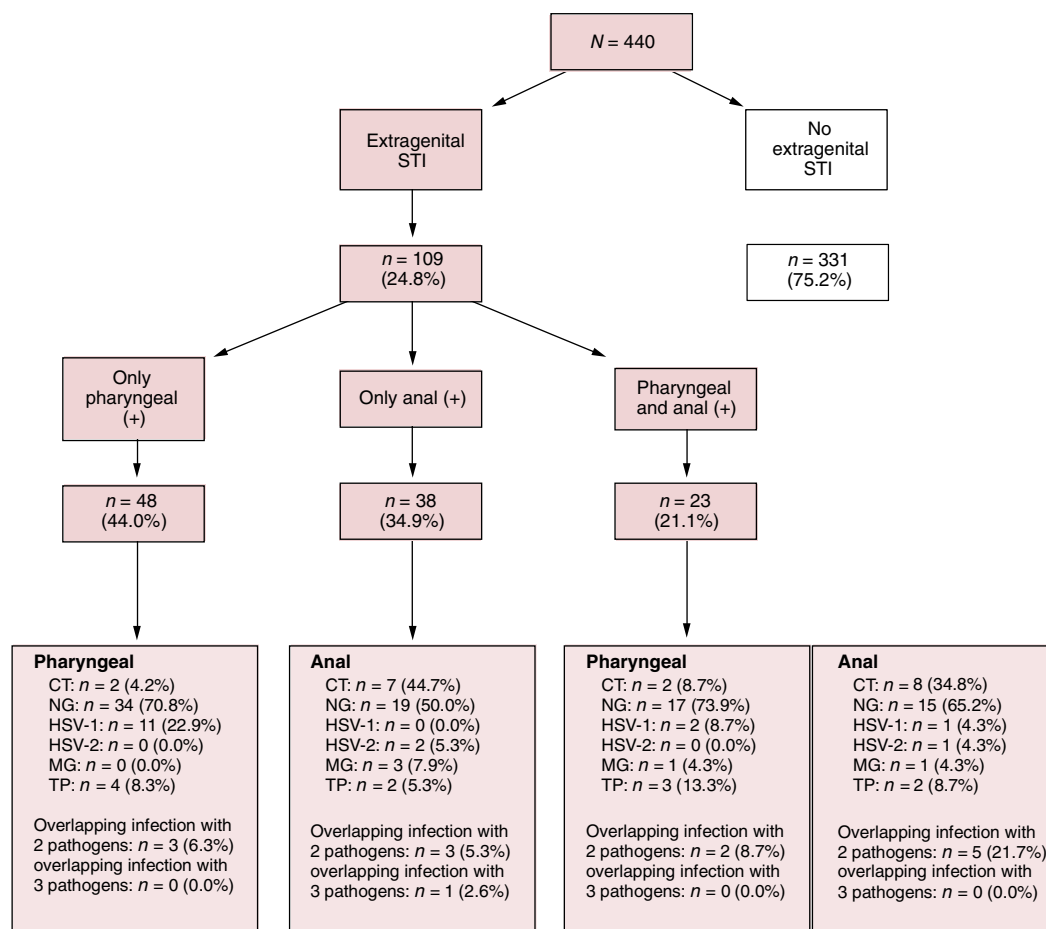 N = 440
Extragenital
STI
No
extragenital
STI
n = 109
(24.8%)
n = 331
(75.2%)
Only
pharyngeal
(+)
Only anal (+)
Pharyngeal
and anal (+)
n = 48
(44.0%)
n = 38
(34.9%)
n = 23
(21.1%)
Pharyngeal
CT: n = 2 (4.2%)
NG: n = 34 (70.8%)
HSV-1: n = 11 (22.9%)
HSV-2: n = 0 (0.0%)
MG: n = 0 (0.0%)
TP: n = 4 (8.3%)
Overlapping infection with
2 pathogens: n = 3 (6.3%)
overlapping infection with
3 pathogens: n = 0 (0.0%)
Anal
CT: n = 7 (44.7%)
NG: n = 19 (50.0%)
HSV-1: n = 0 (0.0%)
HSV-2: n = 2 (5.3%)
MG: n = 3 (7.9%)
TP: n = 2 (5.3%)
Overlapping infection with
2 pathogens: n = 3 (5.3%)
overlapping infection with
3 pathogens: n = 1 (2.6%)
Pharyngeal
CT: n = 2 (8.7%)
NG: n = 17 (73.9%)
HSV-1: n = 2 (8.7%)
HSV-2: n = 0 (0.0%)
MG: n = 1 (4.3%)
TP: n = 3 (13.3%)
Overlapping infection with
2 pathogens: n = 2 (8.7%)
overlapping infection with
3 pathogens: n = 0 (0.0%)
Anal
CT: n = 8 (34.8%)
NG: n = 15 (65.2%)
HSV-1: n = 1 (4.3%)
HSV-2: n = 1 (4.3%)
MG: n = 1 (4.3%)
TP: n = 2 (8.7%)
Overlapping infection with
2 pathogens: n = 5 (21.7%)
overlapping infection with
3 pathogens: n = 0 (0.0%)